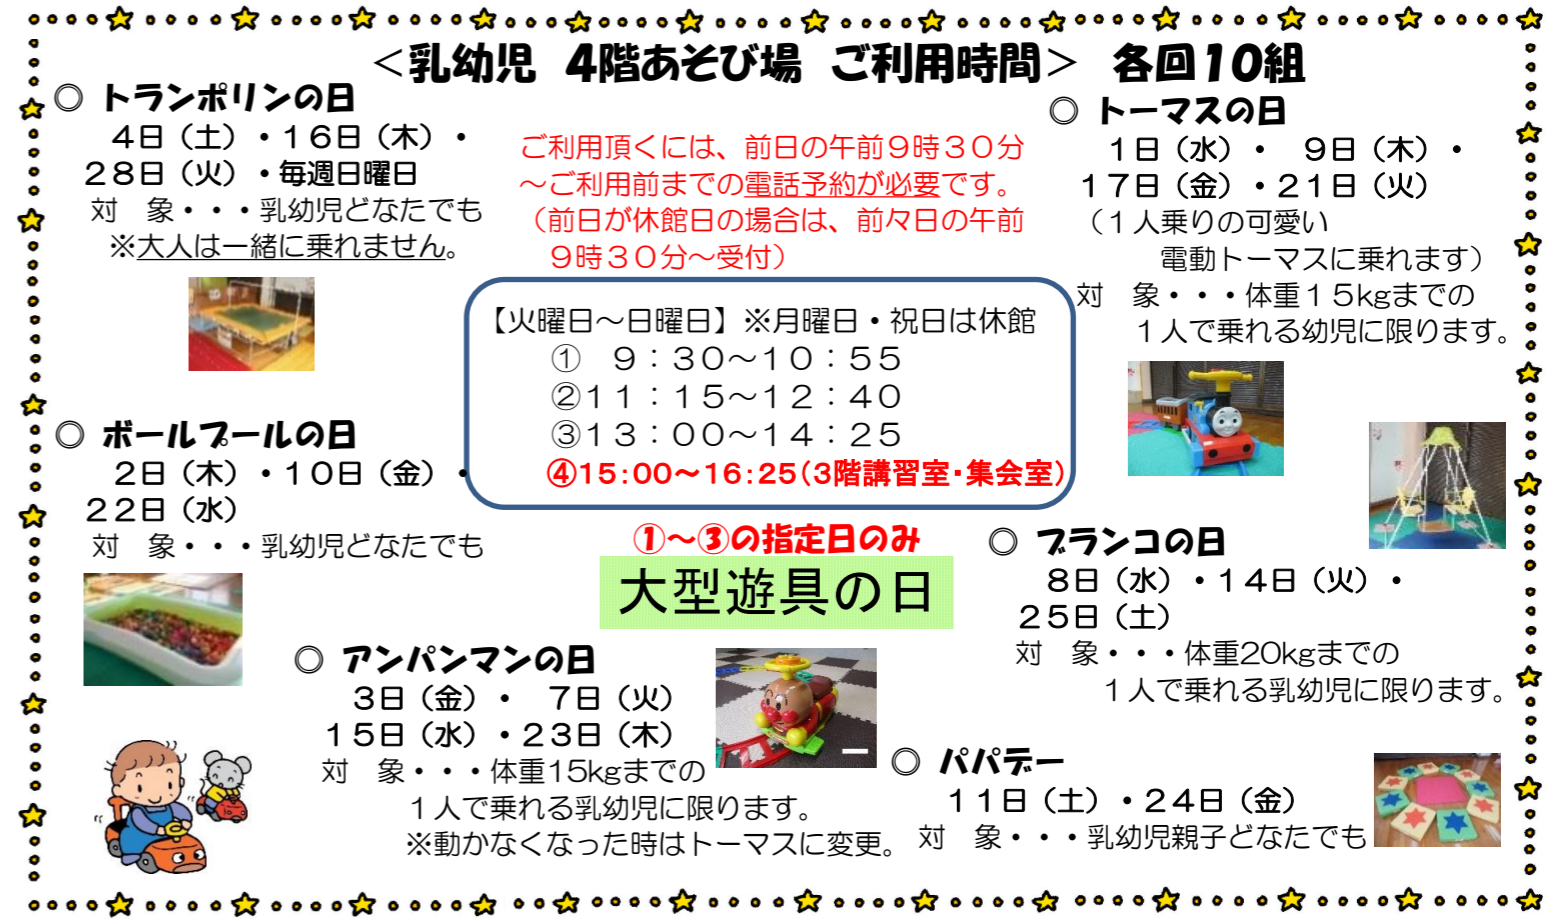 ＜乳幼児　４階あそび場　ご利用時間＞　各回１０組
◎ トランポリンの日
４日（土）・１６日（木）・
２８日（火）・毎週日曜日
対　象・・・乳幼児どなたでも
※大人は一緒に乗れません。
ご利用頂くには、前日の午前９時３０分
～ご利用前までの電話予約が必要です。
（前日が休館日の場合は、前々日の午前
９時３０分～受付）
◎ トーマスの日
１日（水）・　９日（木）・
１７日（金）・２１日（火）
（１人乗りの可愛い
電動トーマスに乗れます）
対　象・・・体重１５kgまでの
１人で乗れる幼児に限ります。
【火曜日～日曜日】※月曜日・祝日は休館
①　９：３０～１０：５５
②１１：１５～１２：４０
③１３：００～１４：２５
④15:00～16:25(3階講習室・集会室)
◎ ボールプールの日
２日（木）・１０日（金）・
２２日（水）
対　象・・・乳幼児どなたでも
①～③の指定日のみ
大型遊具の日
◎ ブランコの日
８日（水）・１４日（火）・
２５日（土）
対　象・・・体重20kgまでの
１人で乗れる乳幼児に限ります。
◎ アンパンマンの日
３日（金）・　７日（火）
１５日（水）・２３日（木）
対　象・・・体重15kgまでの
１人で乗れる乳幼児に限ります。
※動かなくなった時はトーマスに変更。
◎ パパデー
１１日（土）・２４日（金）
対　象・・・乳幼児親子どなたでも